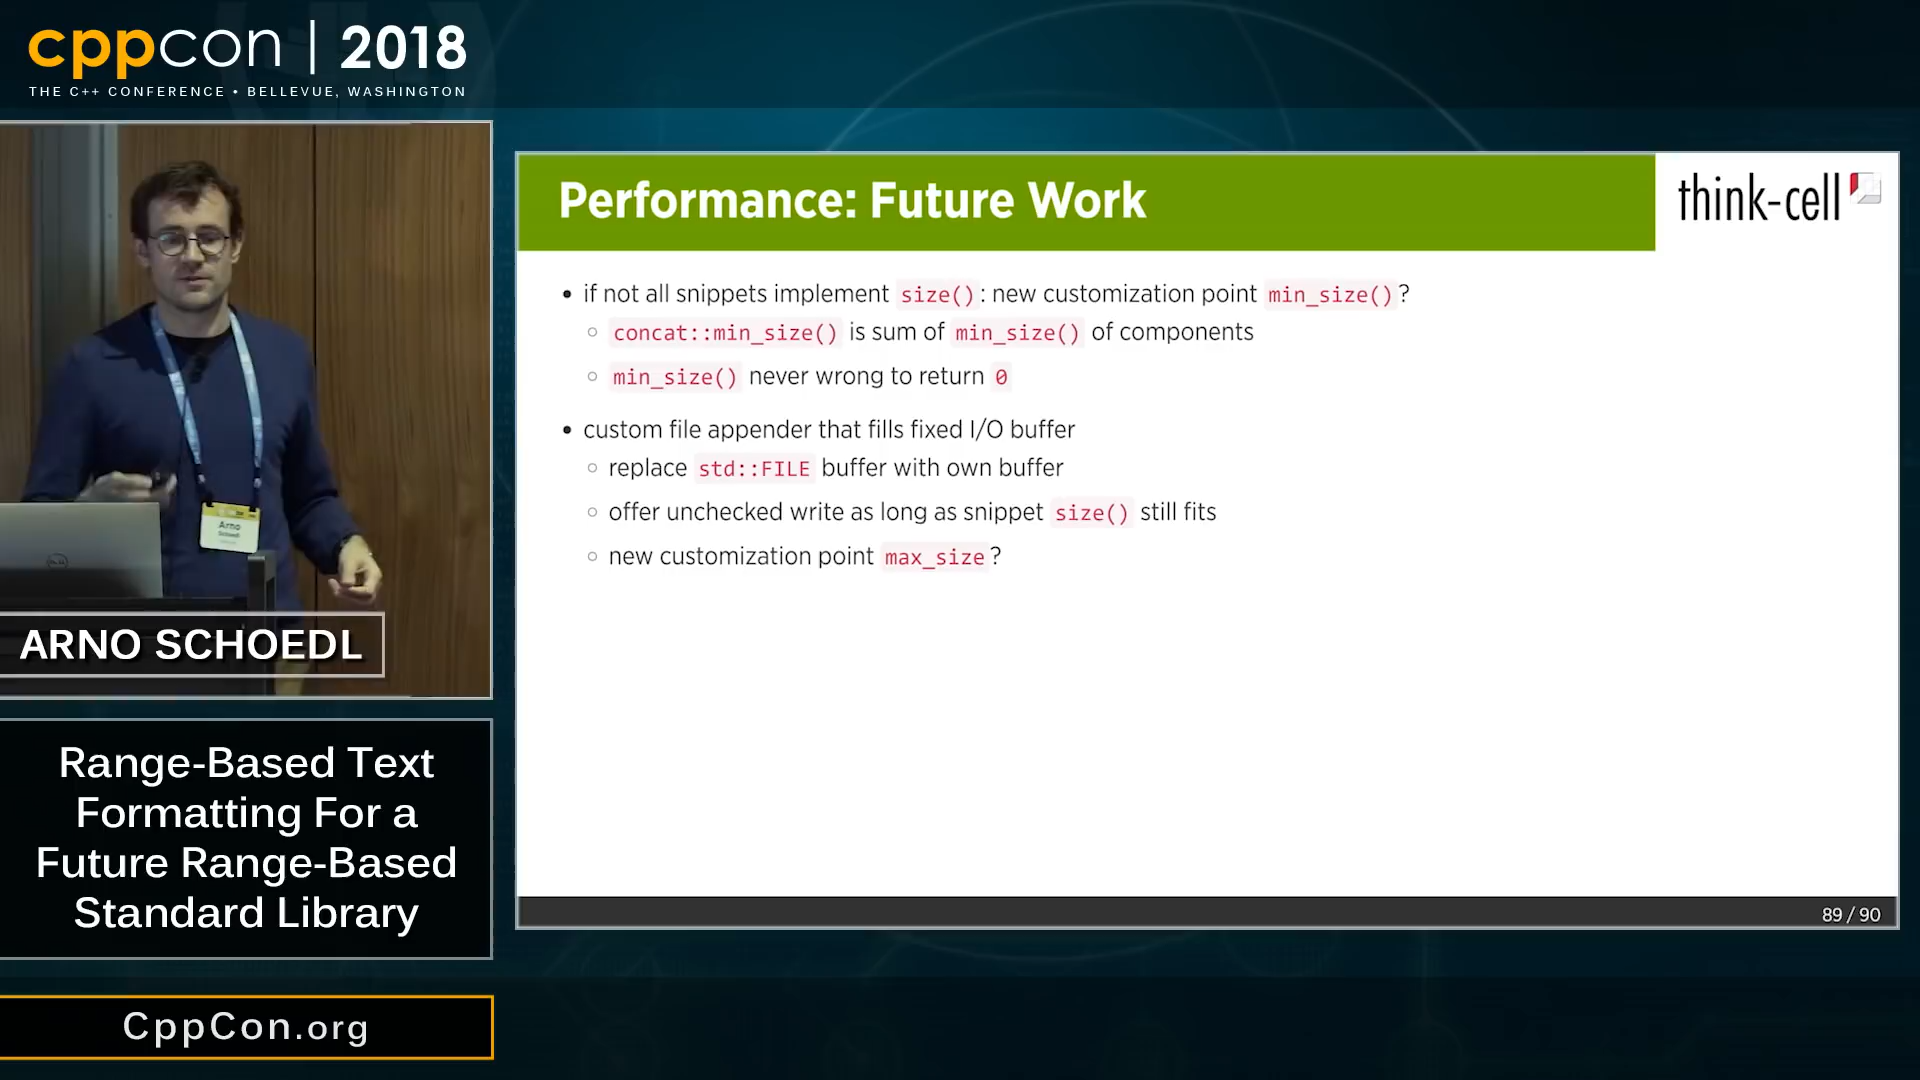 cppcon | 2018
THE C++ CONFERENCE • BELLEVUE, WASHINGTON
Arno
Schoedl
ARNO SCHOEDL
Range-Based Text
Formatting For a
Future Range-Based
Standard Library
CppCon.org
Performance: Future Work
think-cell
• if not all snippets implement size(): new customization point min_size()?
○ concat::min_size() is sum of min_size() of components
○ min_size() never wrong to return 0
• custom file appender that fills fixed I/O buffer
○ replace std::FILE buffer with own buffer
○ offer unchecked write as long as snippet size() still fits
○ new customization point max_size?
89 / 90